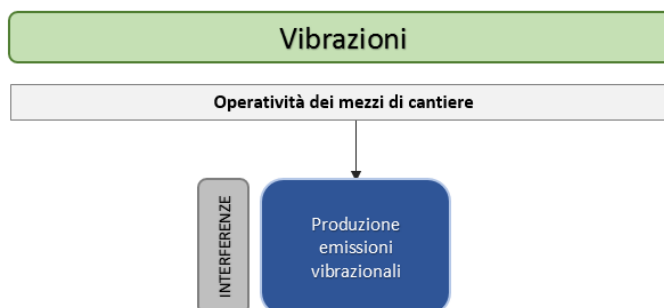 Vibrazioni
Operatività dei mezzi di cantiere
INTERFERENZE
Produzione
emissioni
vibrazionali